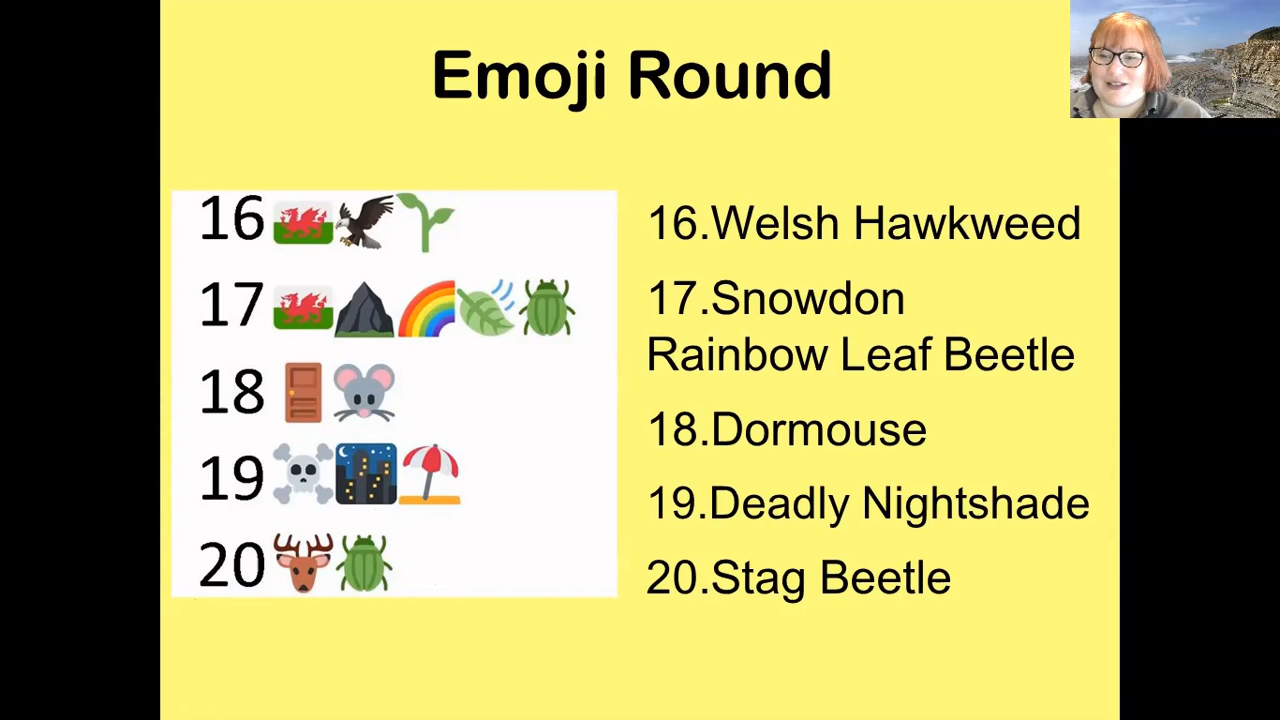 Emoji Round
16
17
18
19
20
16.Welsh Hawkweed
17.Snowdon
Rainbow Leaf Beetle
18.Dormouse
19.Deadly Nightshade
20.Stag Beetle